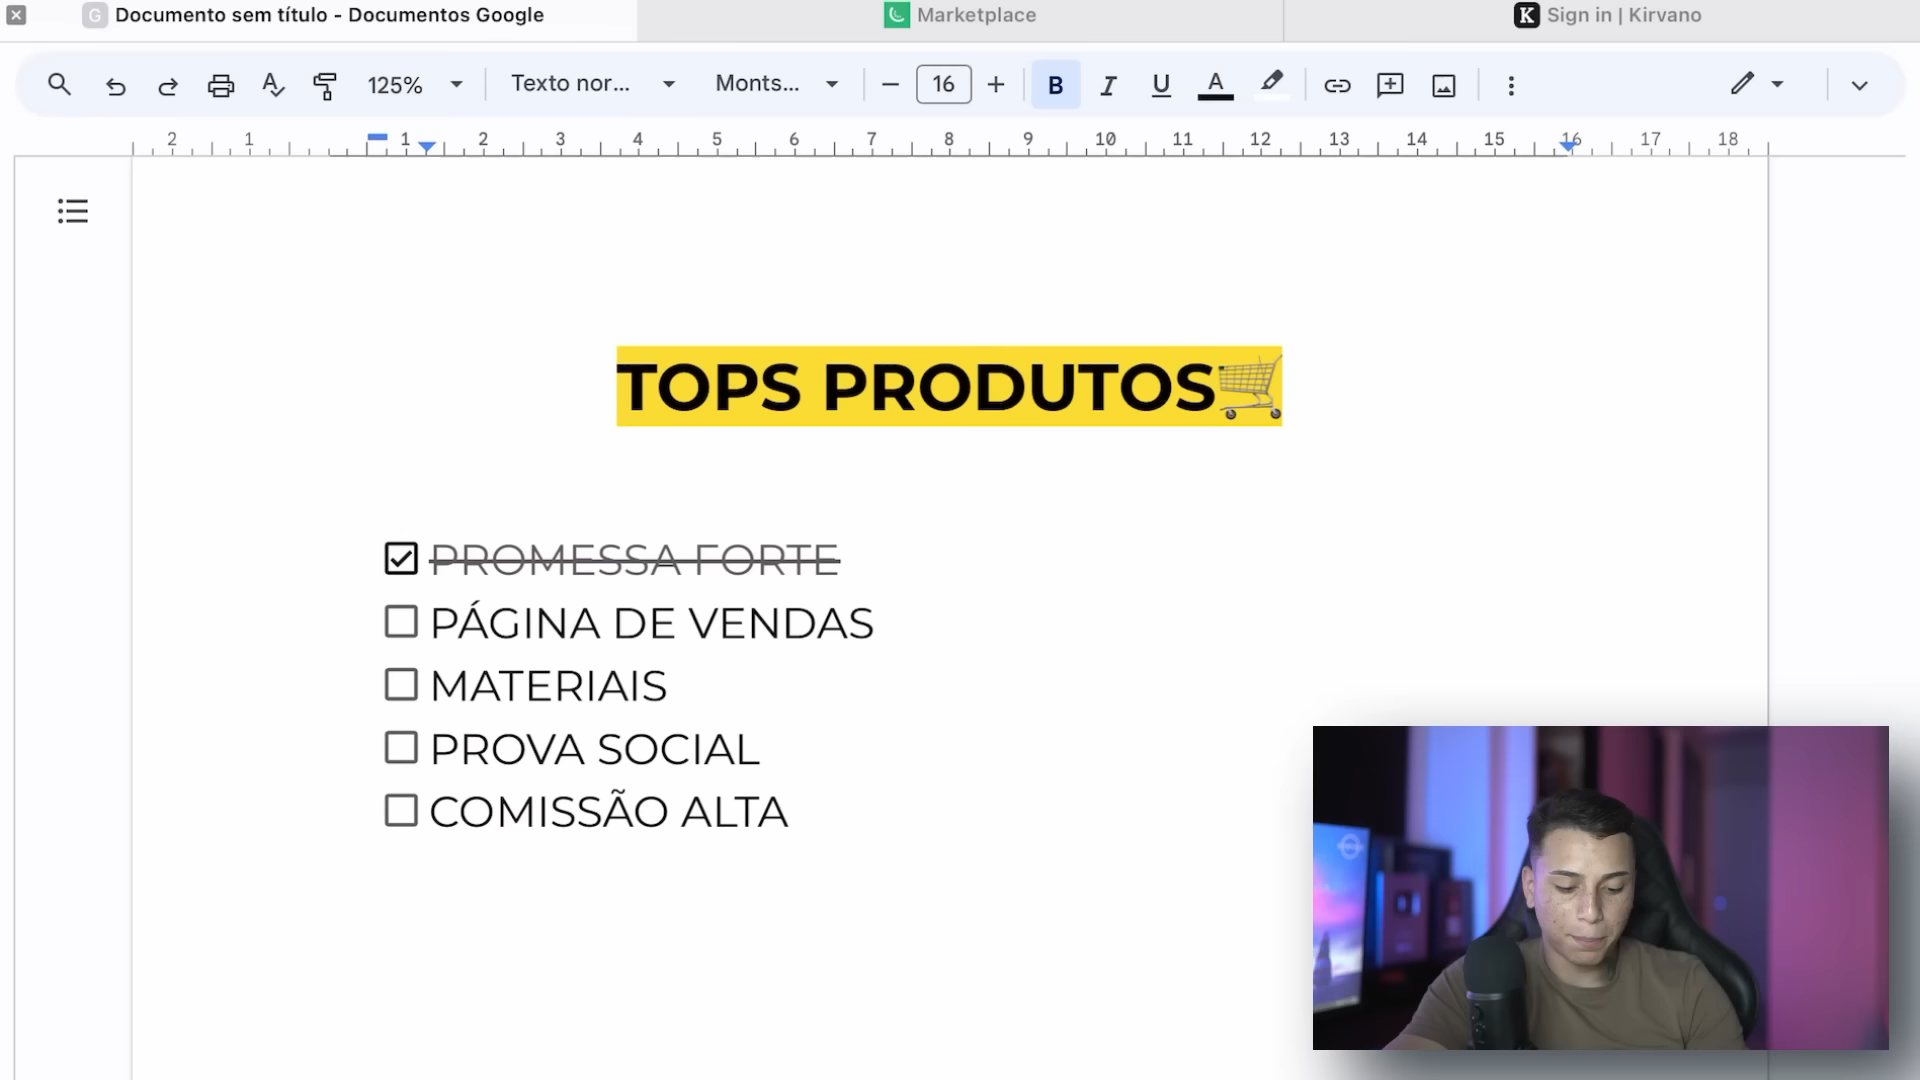 Documento sem título - Documentos Google
Marketplace
Sign in | Kirvano
125%
Texto nor...
Monts...
16
2 1 1 2 3 4 5 6 7 8 9 10 11 12 13 14 15 16 17 18
TOPS PRODUTOS🛒
PROMESSA FORTE
PÁGINA DE VENDAS
MATERIAIS
PROVA SOCIAL
COMISSÃO ALTA